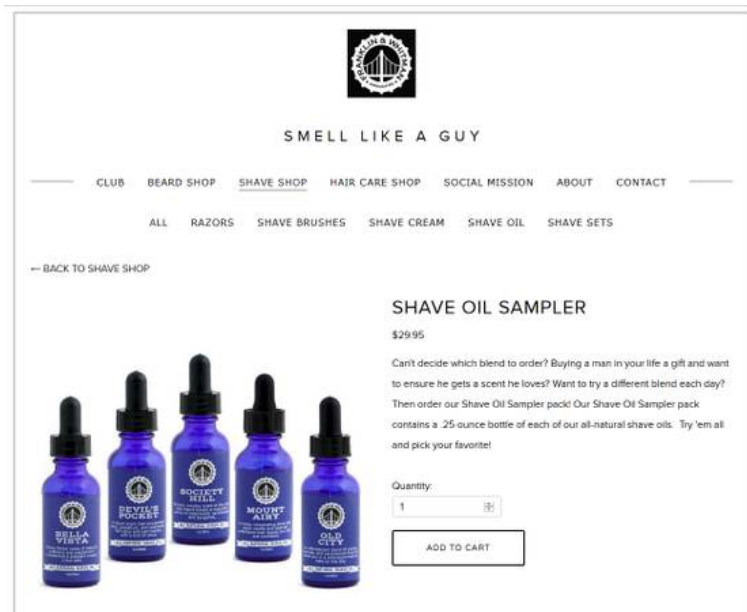 FRANKLIN & WHITMAN
SMELL LIKE A GUY
CLUB BEARD SHOP SHAVE SHOP HAIR CARE SHOP SOCIAL MISSION ABOUT CONTACT
ALL RAZORS SHAVE BRUSHES SHAVE CREAM SHAVE OIL SHAVE SETS
← BACK TO SHAVE SHOP
SHAVE OIL SAMPLER
$29.95
Can't decide which blend to order? Buying a man in your life a gift and want
to ensure he gets a scent he loves? Want to try a different blend each day?
Then order our Shave Oil Sampler pack! Our Shave Oil Sampler pack
contains a .25 ounce bottle of each of our all-natural shave oils. Try 'em all
and pick your favorite!
Quantity:
1
ADD TO CART
BELLA
VISTA
DEVIL'S
POCKET
SOCIETY
HILL
MOUNT
AIRY
OLD
CITY